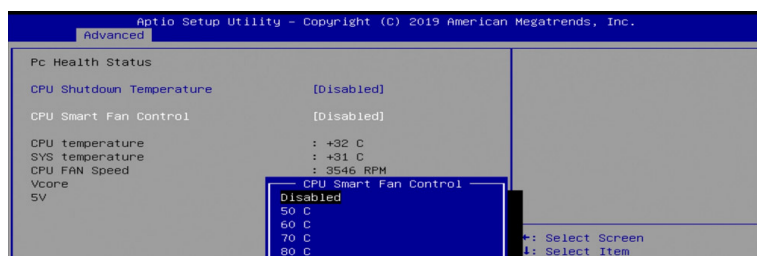 Aptio Setup Utility – Copyright (C) 2019 American Megatrends, Inc.
Advanced
Pc Health Status
CPU Shutdown Temperature [Disabled]
CPU Smart Fan Control [Disabled]
CPU temperature : +32 C
SYS temperature : +31 C
CPU FAN Speed : 3546 RPM
Vcore
5V
CPU Smart Fan Control
Disabled
50 C
60 C
70 C
80 C
: Select Screen
: Select Item